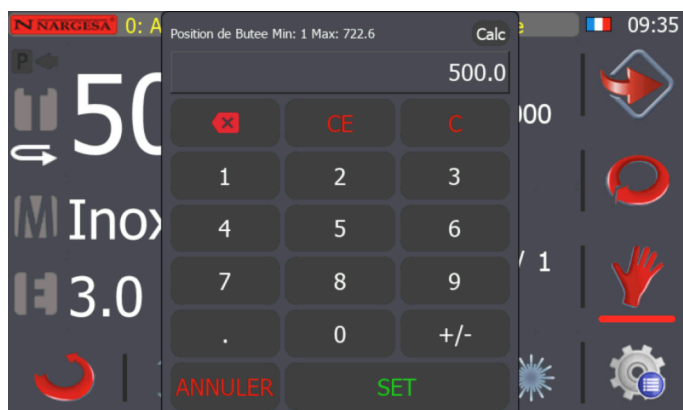 NARGESA 0: A
Position de Butee Min: 1 Max: 722.6 Calc
09:35
500.0
P
50
CE C
1 2 3
4 5 6
7 8 9
. 0 +/-
Inox
/ 1
3.0
ANNULER SET